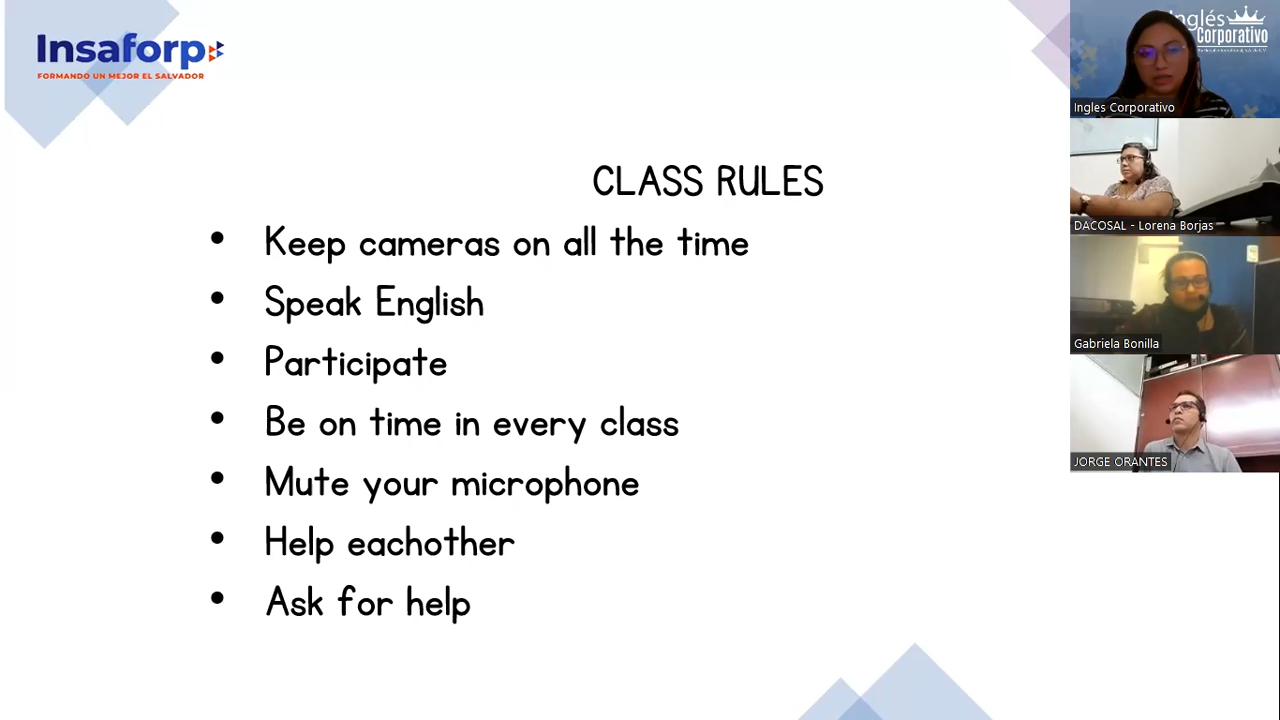 Insaforp
FORMANDO UN MEJOR EL SALVADOR
CLASS RULES
• Keep cameras on all the time
• Speak English
• Participate
• Be on time in every class
• Mute your microphone
• Help eachother
• Ask for help
Inglés
Corporativo
Ingles Corporativo
DACOSAL - Lorena Borjas
Gabriela Bonilla
JORGE ORANTES